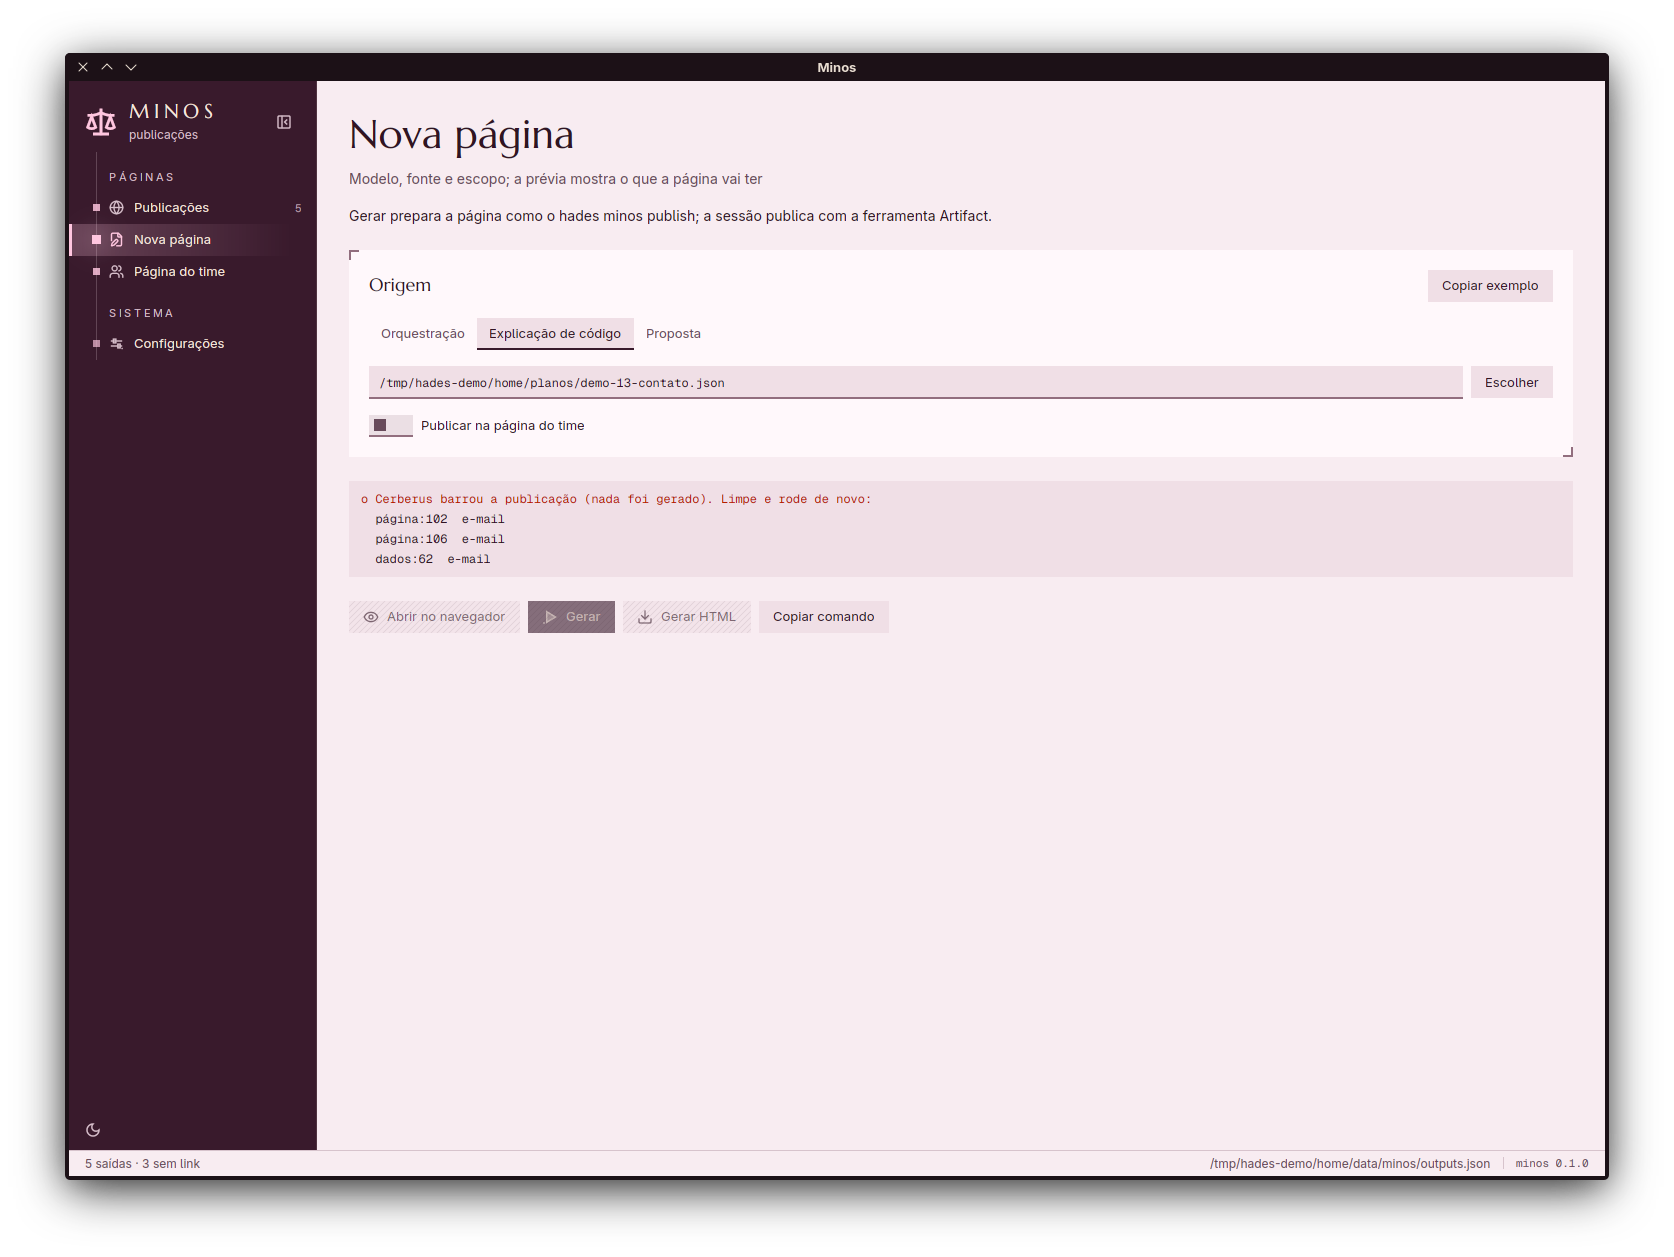 Minos
MINOS
publicações
PÁGINAS
Publicações 5
Nova página
Página do time
SISTEMA
Configurações
Nova página
Modelo, fonte e escopo; a prévia mostra o que a página vai ter
Gerar prepara a página como o hades minos publish; a sessão publica com a ferramenta Artifact.
Origem
Copiar exemplo
Orquestração Explicação de código Proposta
/tmp/hades-demo/home/planos/demo-13-contato.json
Escolher
Publicar na página do time
o Cerberus barrou a publicação (nada foi gerado). Limpe e rode de novo:
página:102 e-mail
página:106 e-mail
dados:62 e-mail
Abrir no navegador Gerar Gerar HTML Copiar comando
5 saídas · 3 sem link
/tmp/hades-demo/home/data/minos/outputs.json
minos 0.1.0